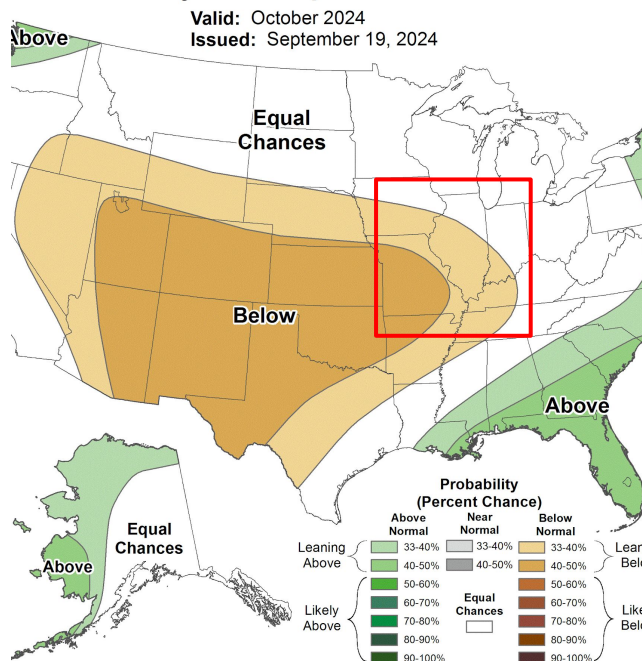 Valid: October 2024
Issued: September 19, 2024
Above
Equal
Chances
Below
Above
Equal
Chances
Above
Probability
(Percent Chance)
Above
Normal
Near
Normal
Below
Normal
Leaning
Above
33-40%
40-50%
33-40%
40-50%
33-40%
40-50%
Likely
Above
50-60%
60-70%
70-80%
80-90%
90-100%
Equal
Chances
50-60%
60-70%
70-80%
80-90%
90-100%